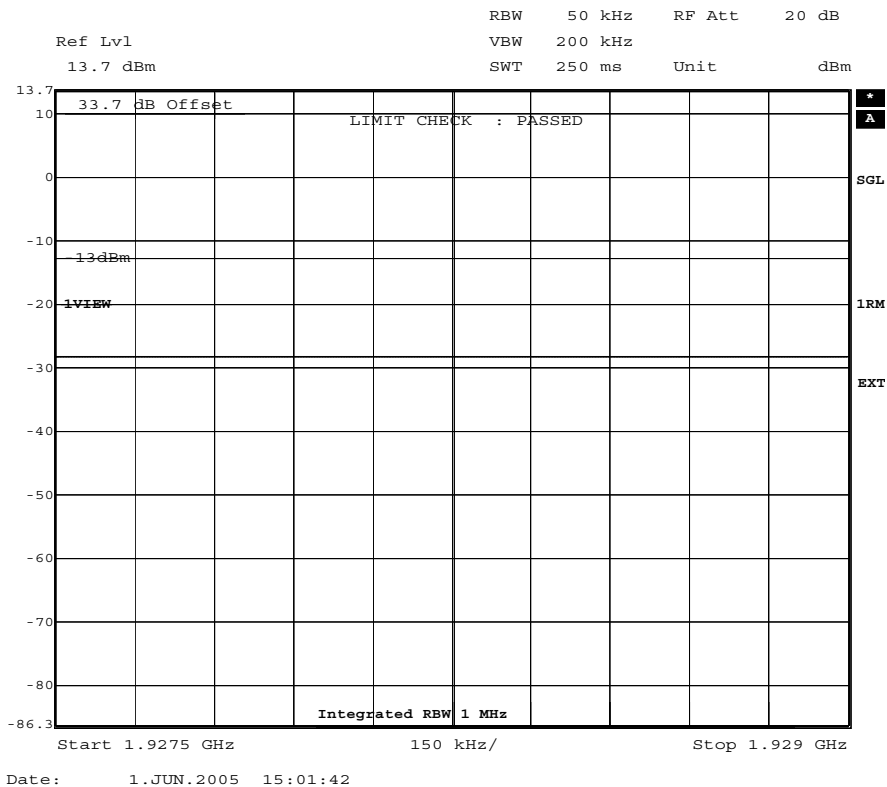 RBW 50 kHz RF Att 20 dB
Ref Lvl VBW 200 kHz
13.7 dBm SWT 250 ms Unit dBm
13.7
33.7 dB Offset
*
10
LIMIT CHECK : PASSED
A
0
SGL
-10
-13dBm
-20
1VIEW
1RM
-30
EXT
-40
-50
-60
-70
-80
Integrated RBW 1 MHz
-86.3
Start 1.9275 GHz 150 kHz/ Stop 1.929 GHz
Date: 1.JUN.2005 15:01:42